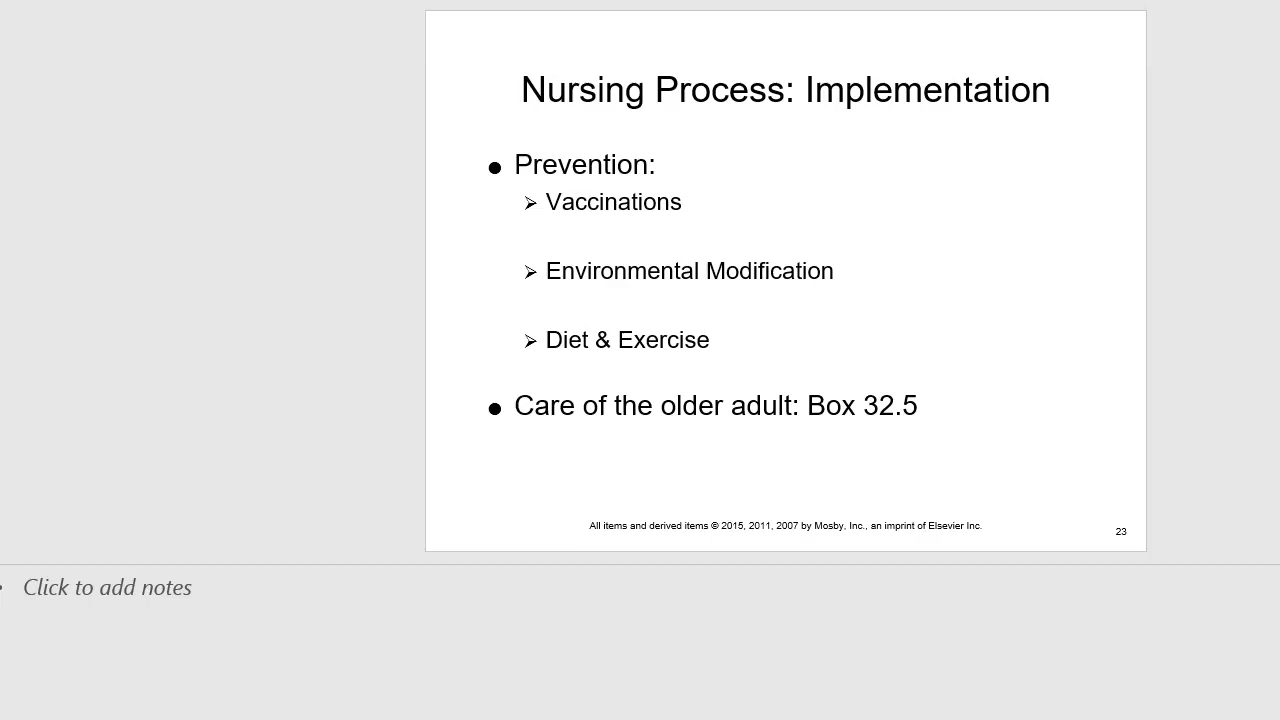 Nursing Process: Implementation
● Prevention:
➢ Vaccinations
➢ Environmental Modification
➢ Diet & Exercise
● Care of the older adult: Box 32.5
All items and derived items © 2015, 2011, 2007 by Mosby, Inc., an imprint of Elsevier Inc.
23
• Click to add notes